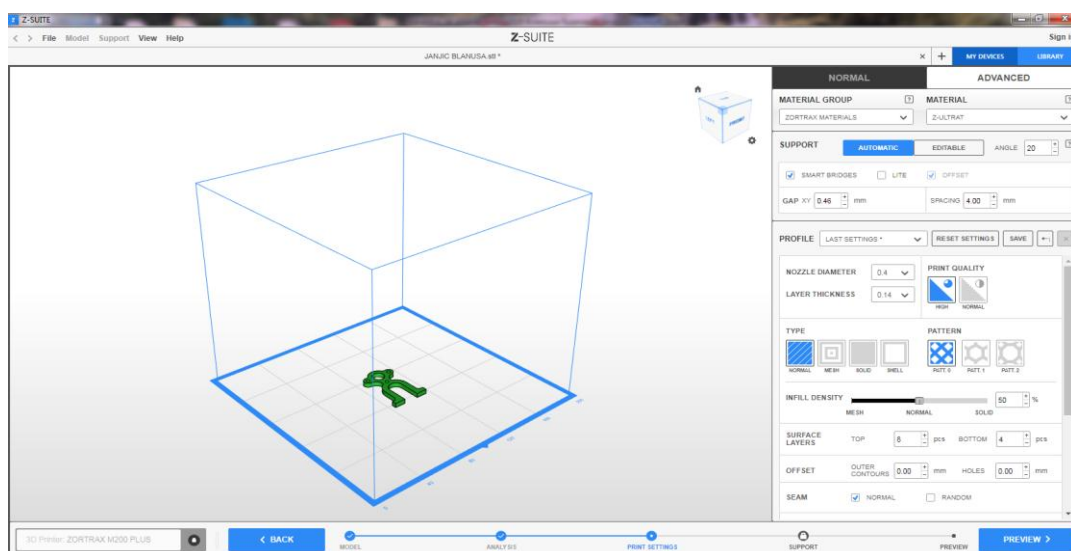 Z-SUITE
< > File Model Support View Help Z-SUITE Sign i
JANJIC BLANUSA.stl * × + MY DEVICES LIBRARY
NORMAL ADVANCED
MATERIAL GROUP ? MATERIAL ?
ZORTRAX MATERIALS Z-ULTRAT
SUPPORT AUTOMATIC EDITABLE ANGLE 20 ?
SMART BRIDGES LITE OFFSET
GAP XY 0.46 mm SPACING 4.00 mm
PROFILE LAST SETTINGS * RESET SETTINGS SAVE
NOZZLE DIAMETER 0.4 PRINT QUALITY
LAYER THICKNESS 0.14
HIGH NORMAL
TYPE PATTERN
NORMAL MESH SOLID SHELL PATT. 0 PATT. 1 PATT. 2
INFILL DENSITY 50 %
MESH NORMAL SOLID
SURFACE LAYERS TOP 6 pcs BOTTOM 4 pcs
OFFSET OUTER CONTOURS 0.00 mm HOLES 0.00 mm
SEAM NORMAL RANDOM
3D Printer: ZORTRAX M200 PLUS < BACK MODEL ANALYSIS PRINT SETTINGS SUPPORT PREVIEW PREVIEW >